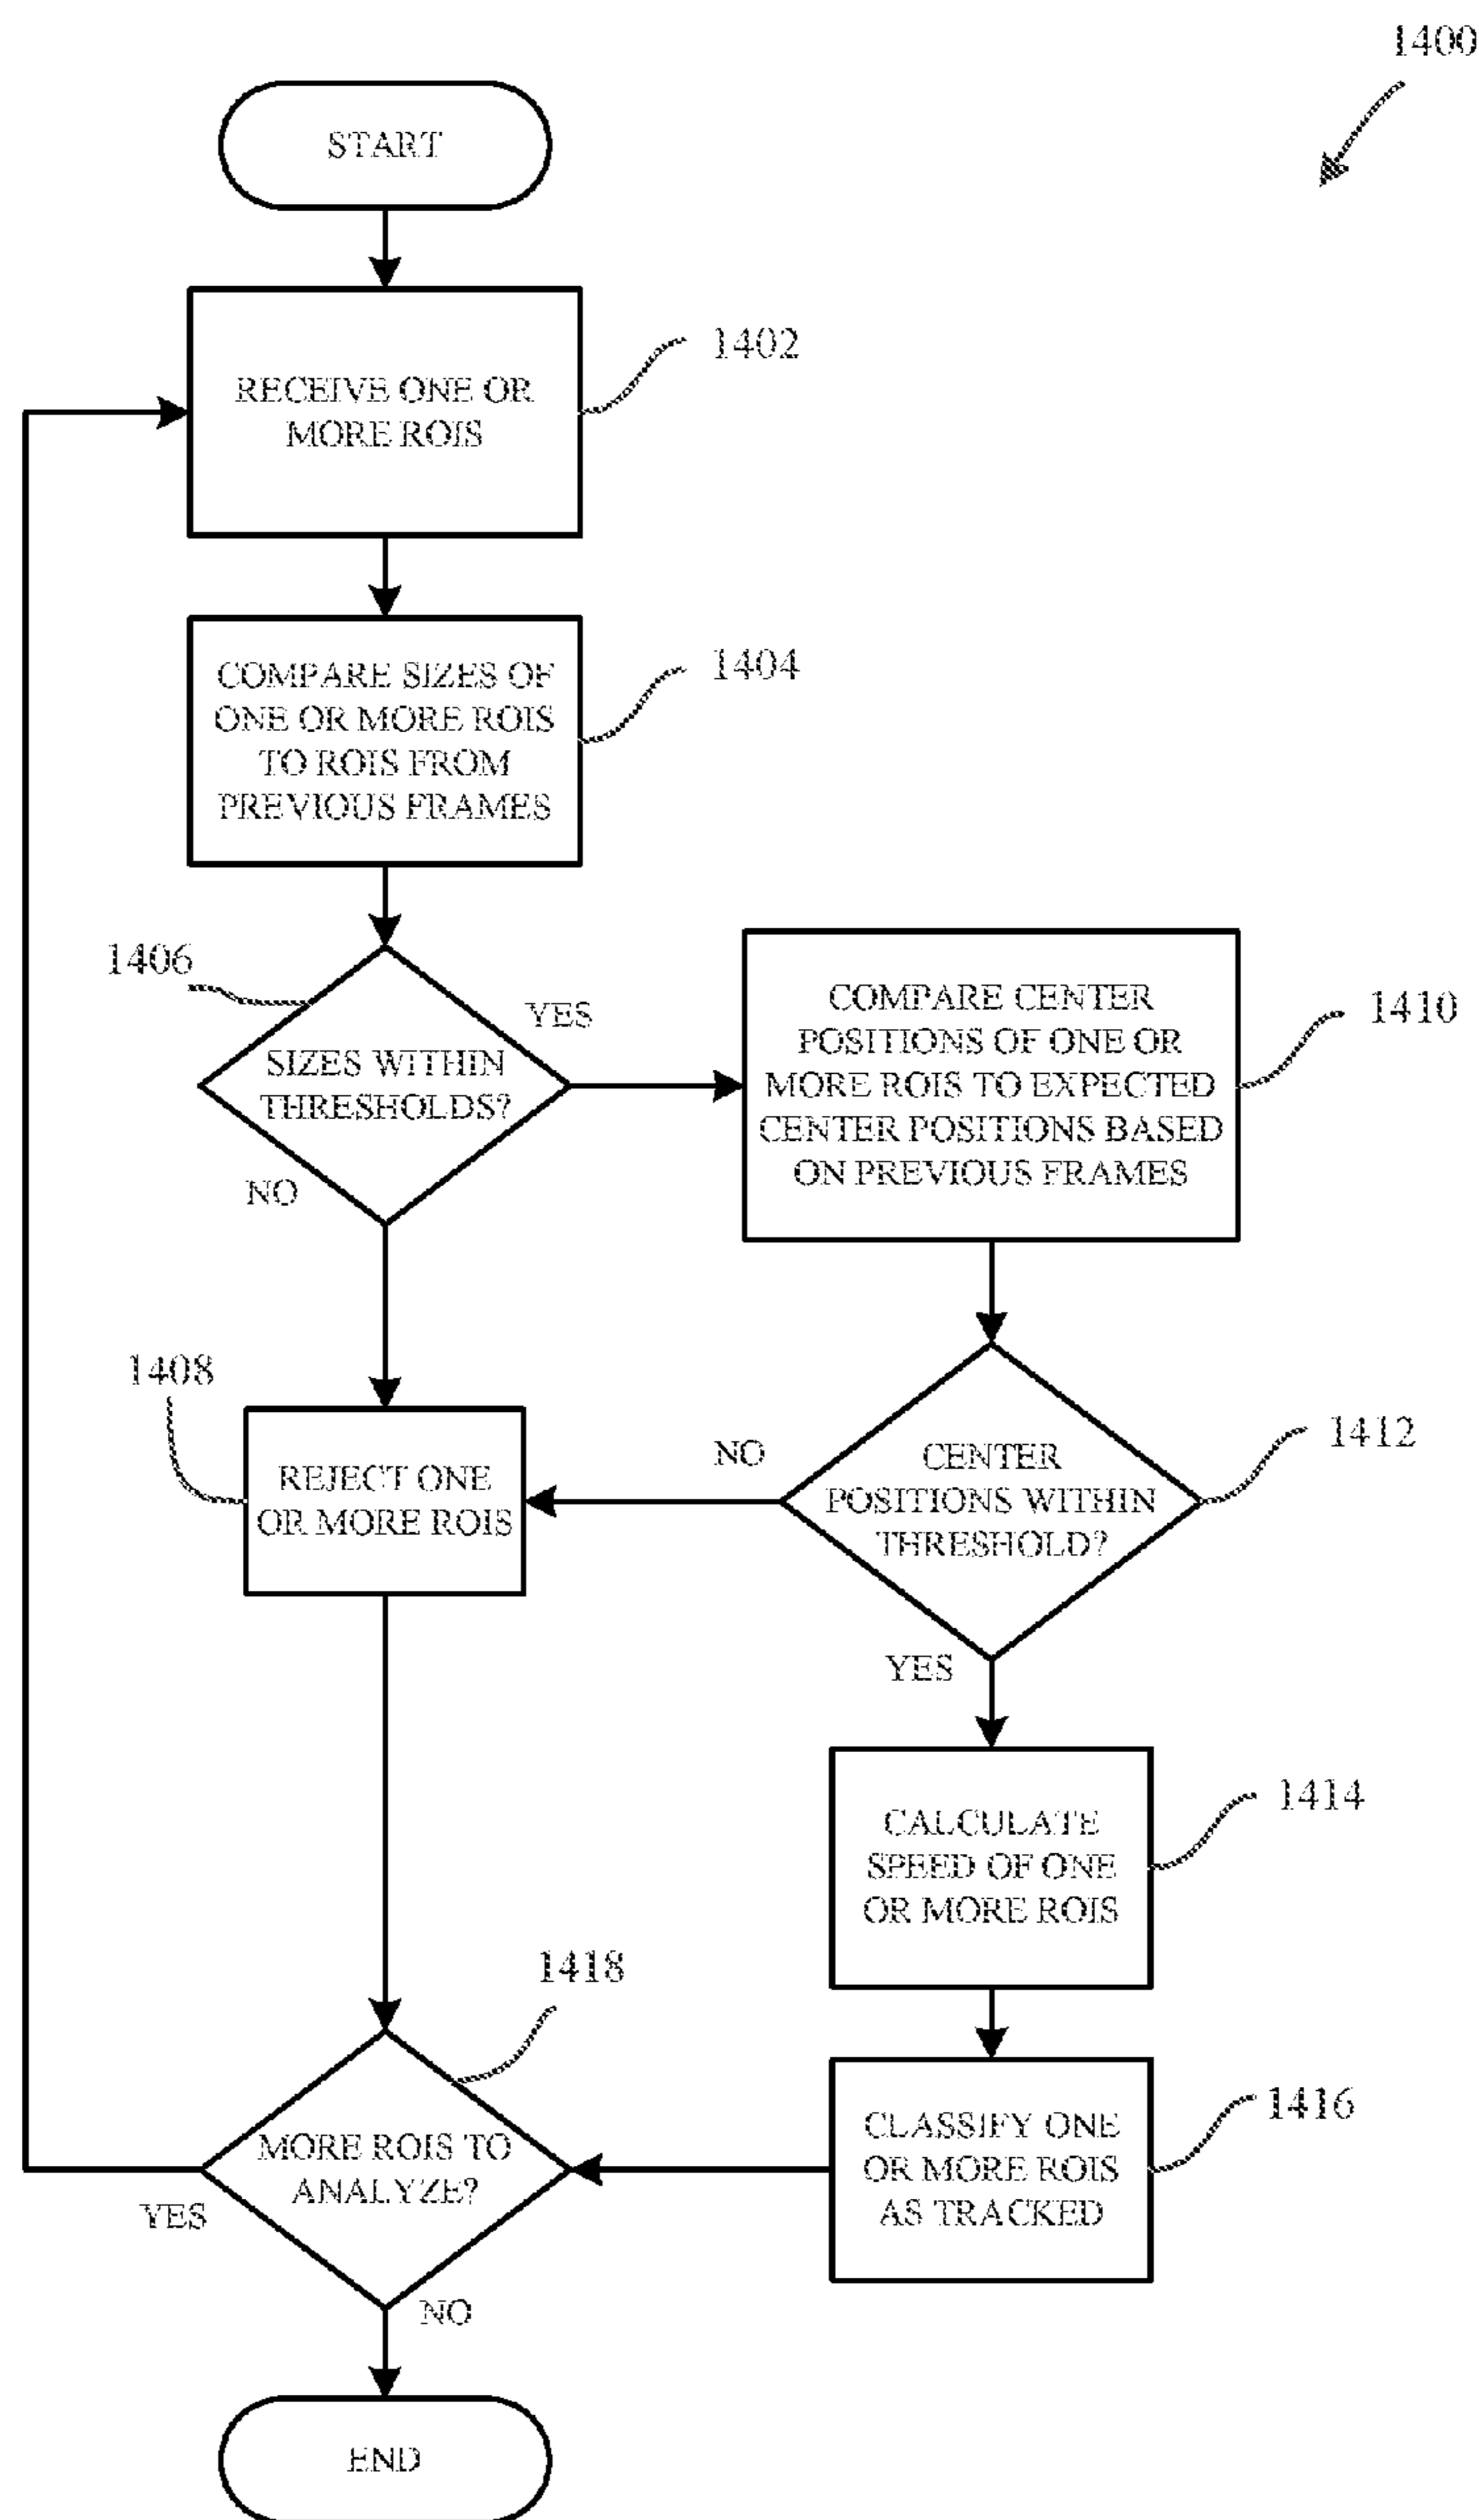 1400
START
RECEIVE ONE OR
MORE ROIS
1402
COMPARE SIZES OF
ONE OR MORE ROIS
TO ROIS FROM
PREVIOUS FRAMES
1404
1406
SIZES WITHIN
THRESHOLDS?
YES
NO
COMPARE CENTER
POSITIONS OF ONE OR
MORE ROIS TO EXPECTED
CENTER POSITIONS BASED
ON PREVIOUS FRAMES
1410
1408
REJECT ONE
OR MORE ROIS
NO
CENTER
POSITIONS WITHIN
THRESHOLD?
1412
YES
CALCULATE
SPEED OF ONE
OR MORE ROIS
1414
1418
MORE ROIS TO
ANALYZE?
YES
NO
CLASSIFY ONE
OR MORE ROIS
AS TRACKED
1416
END